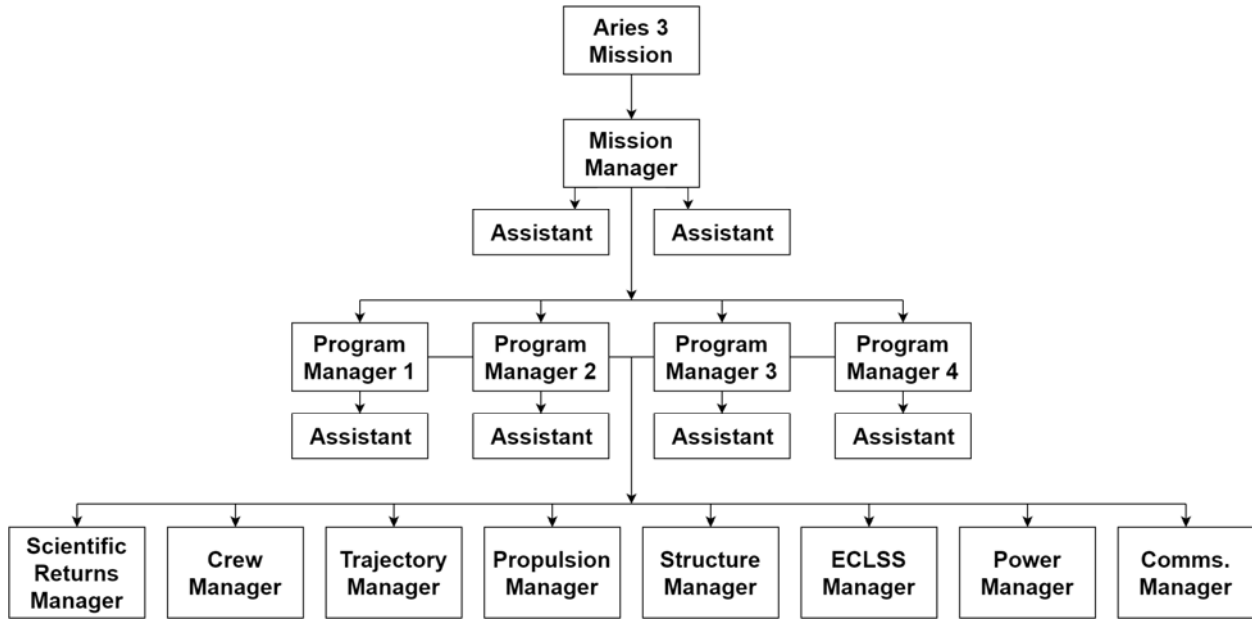 Aries 3
Mission
Mission
Manager
Assistant
Assistant
Program
Manager 1
Program
Manager 2
Program
Manager 3
Program
Manager 4
Assistant
Assistant
Assistant
Assistant
Scientific
Returns
Manager
Crew
Manager
Trajectory
Manager
Propulsion
Manager
Structure
Manager
ECLSS
Manager
Power
Manager
Comms.
Manager